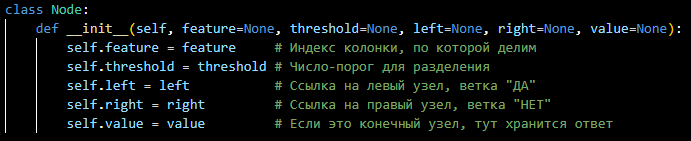 class Node:
    def __init__(self, feature=None, threshold=None, left=None, right=None, value=None):
        self.feature = feature     # Индекс колонки, по которой делим
        self.threshold = threshold # Число-порог для разделения
        self.left = left           # Ссылка на левый узел, ветка "ДА"
        self.right = right         # Ссылка на правый узел, ветка "НЕТ"
        self.value = value         # Если это конечный узел, тут хранится ответ